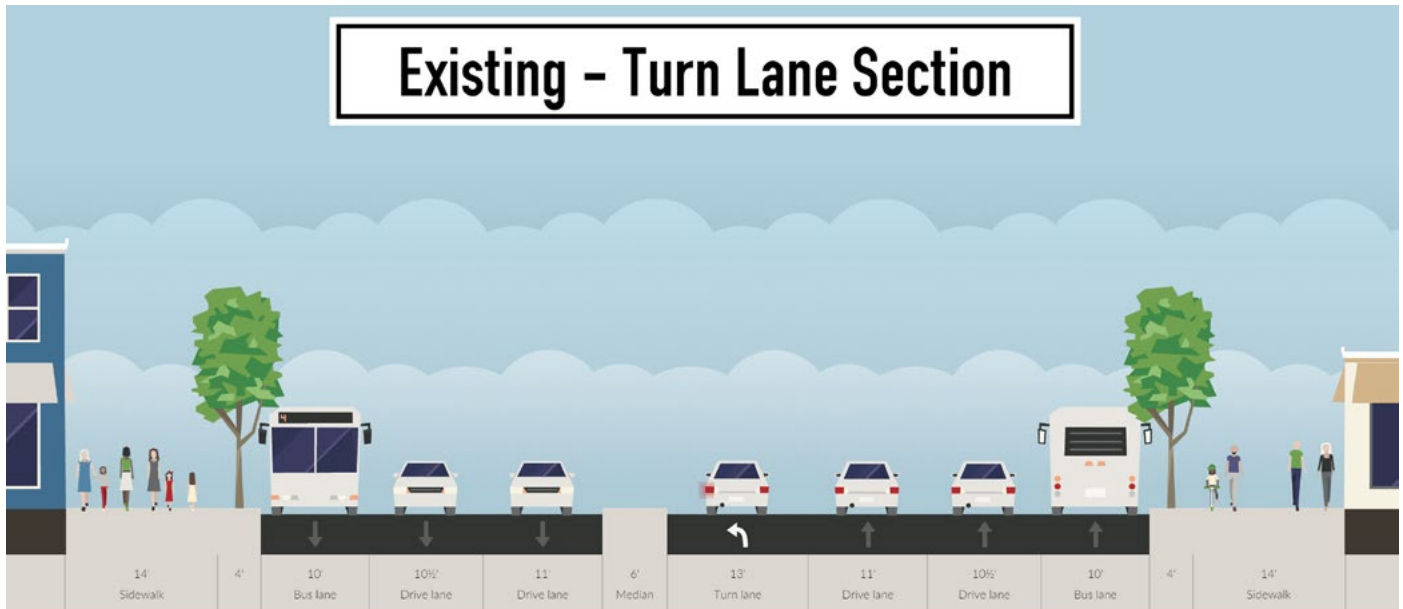 Existing - Turn Lane Section
4
14' 4' 10' 10½' 11' 6' 13' 11' 10½' 10' 4' 14'
Sidewalk Bus lane Drive lane Drive lane Median Turn lane Drive lane Drive lane Bus lane Sidewalk